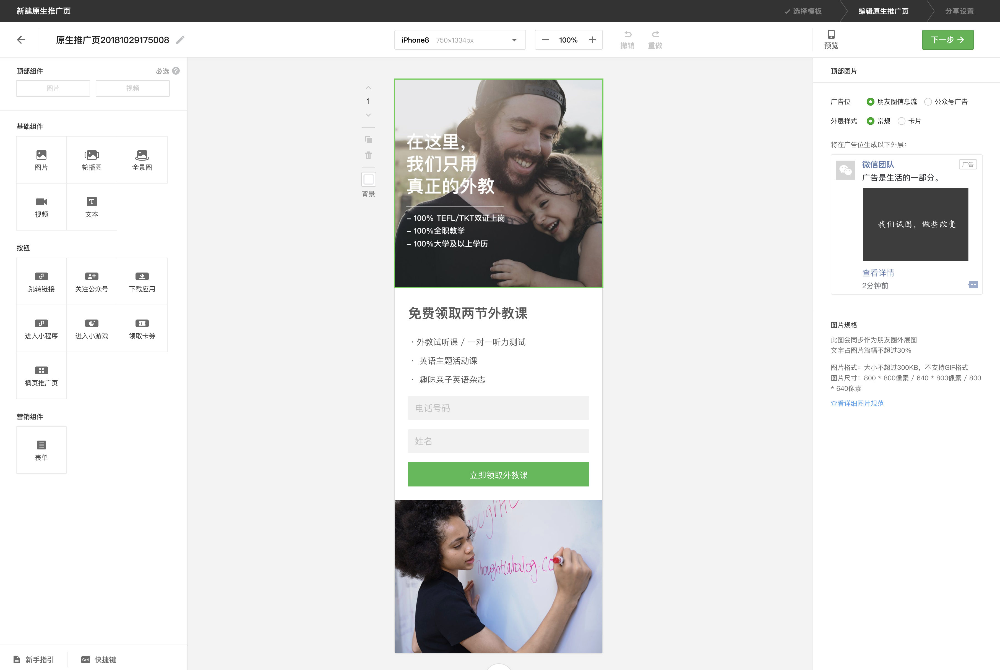 新建原生推广页
选择模板
编辑原生推广页
分享设置
原生推广页20181029175008
iPhone8 750×1334px
100%
撤销
重做
预览
下一步
顶部组件
必选 ?
图片
视频
基础组件
图片
轮播图
全景图
视频
T
文本
按钮
跳转链接
关注公众号
下载应用
进入小程序
进入小游戏
领取卡券
枫页推广页
营销组件
表单
新手指引
Ctrl 快捷键
1
背景
在这里，
我们只用
真正的外教
– 100% TEFL/TKT双证上岗
– 100%全职教学
– 100%大学及以上学历
免费领取两节外教课
· 外教试听课 / 一对一听力测试
· 英语主题活动课
· 趣味亲子英语杂志
电话号码
姓名
立即领取外教课
Thoughtcatalog.co
顶部图片
广告位 朋友圈信息流 公众号广告
外层样式 常规 卡片
将在广告位生成以下外层：
微信团队
广告
广告是生活的一部分。
我们试图，做些改变
查看详情
2分钟前
图片规格
此图会同步作为朋友圈外层图
文字占图片篇幅不超过30%
图片格式：大小不超过300KB，不支持GIF格式
图片尺寸：800 * 800像素 / 640 * 800像素 / 800
* 640像素
查看详细图片规范